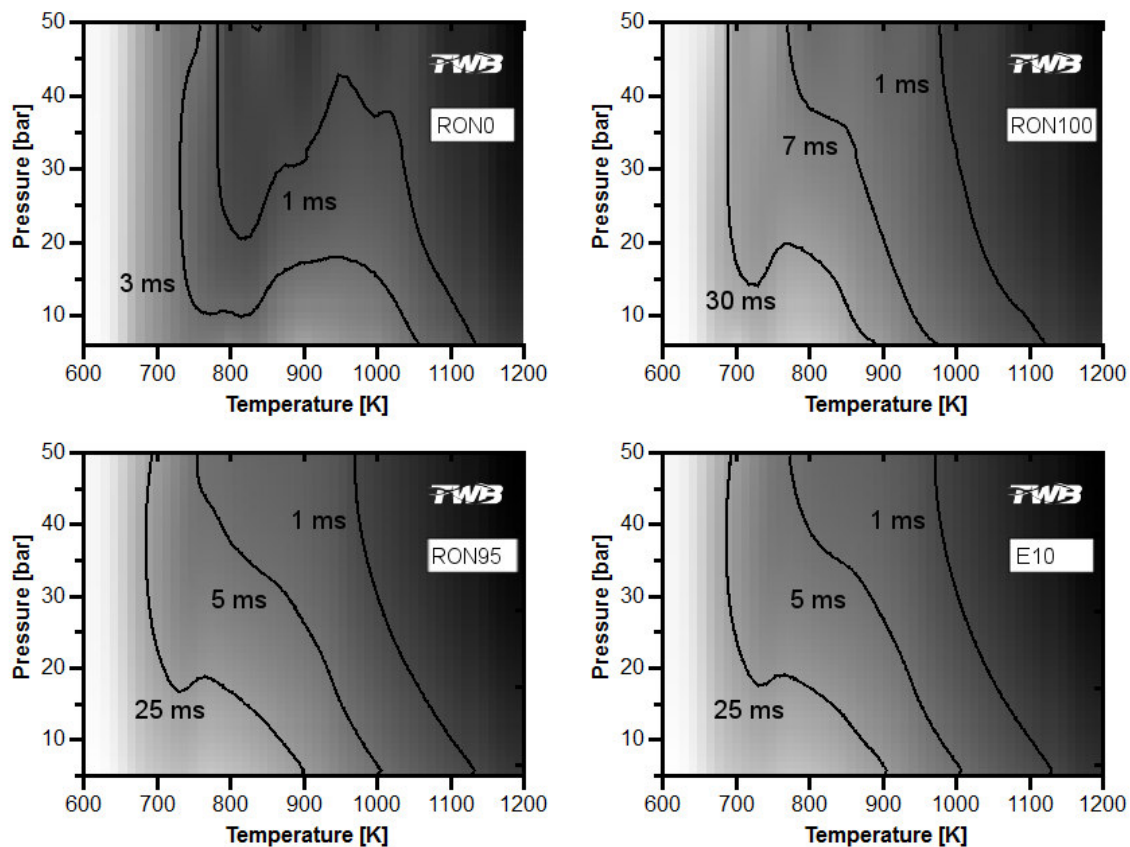 50
40
30
20
10
Pressure [bar]
TWB
RON0
1 ms
3 ms
600 700 800 900 1000 1100 1200
Temperature [K]
50
40
30
20
10
Pressure [bar]
TWB
1 ms
RON100
7 ms
30 ms
600 700 800 900 1000 1100 1200
Temperature [K]
50
40
30
20
10
Pressure [bar]
TWB
1 ms
RON95
5 ms
25 ms
600 700 800 900 1000 1100 1200
Temperature [K]
50
40
30
20
10
Pressure [bar]
TWB
1 ms
E10
5 ms
25 ms
600 700 800 900 1000 1100 1200
Temperature [K]